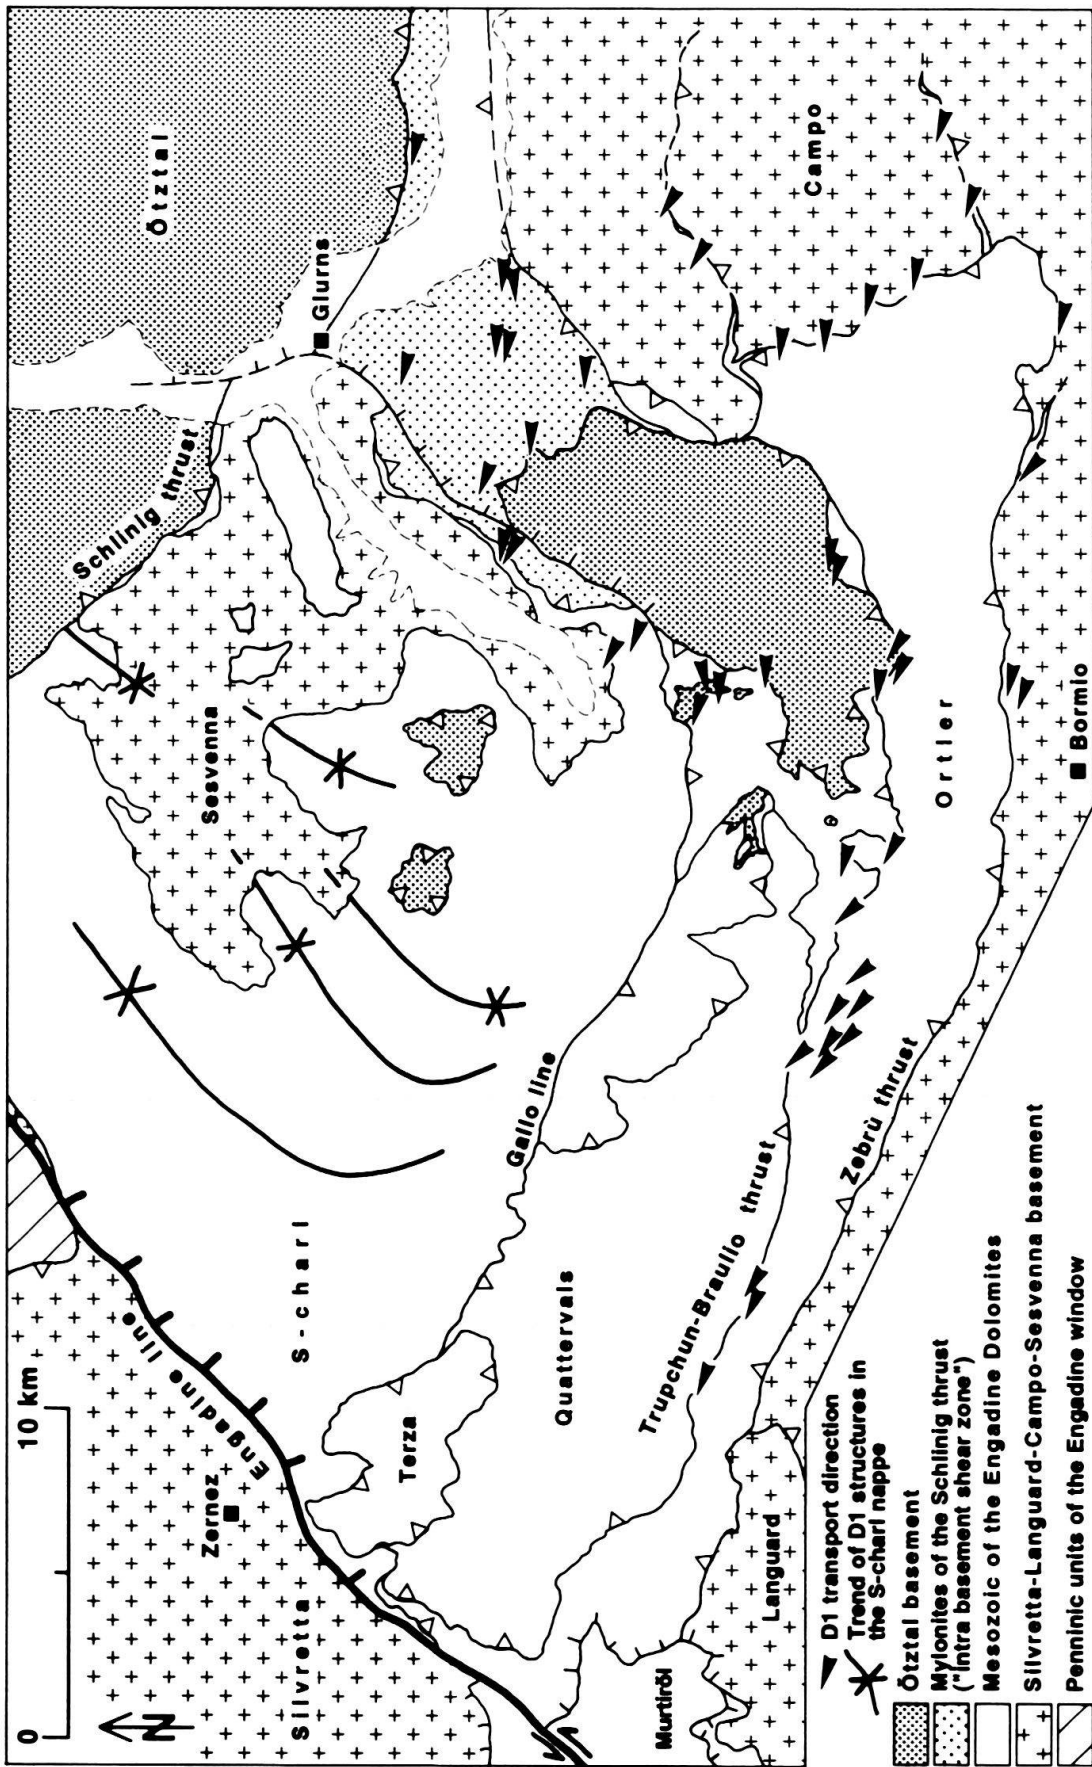 0
10 km
N
Silvretta
Zernez
Engadine line
S-charl
Sesvenna
Schlinig thrust
Ötztal
Glurns
Terza
Gallo line
Quattervals
Trupchun-Braulio thrust
Murtiröl
Languard
Zebrù thrust
Ortler
Campo
Bormio
D1 transport direction
Trend of D1 structures in
the S-charl nappe
Ötztal basement
Mylonites of the Schlinig thrust
("intra basement shear zone")
Mesozoic of the Engadine Dolomites
Silvretta-Languard-Campo-Sesvenna basement
Penninic units of the Engadine window